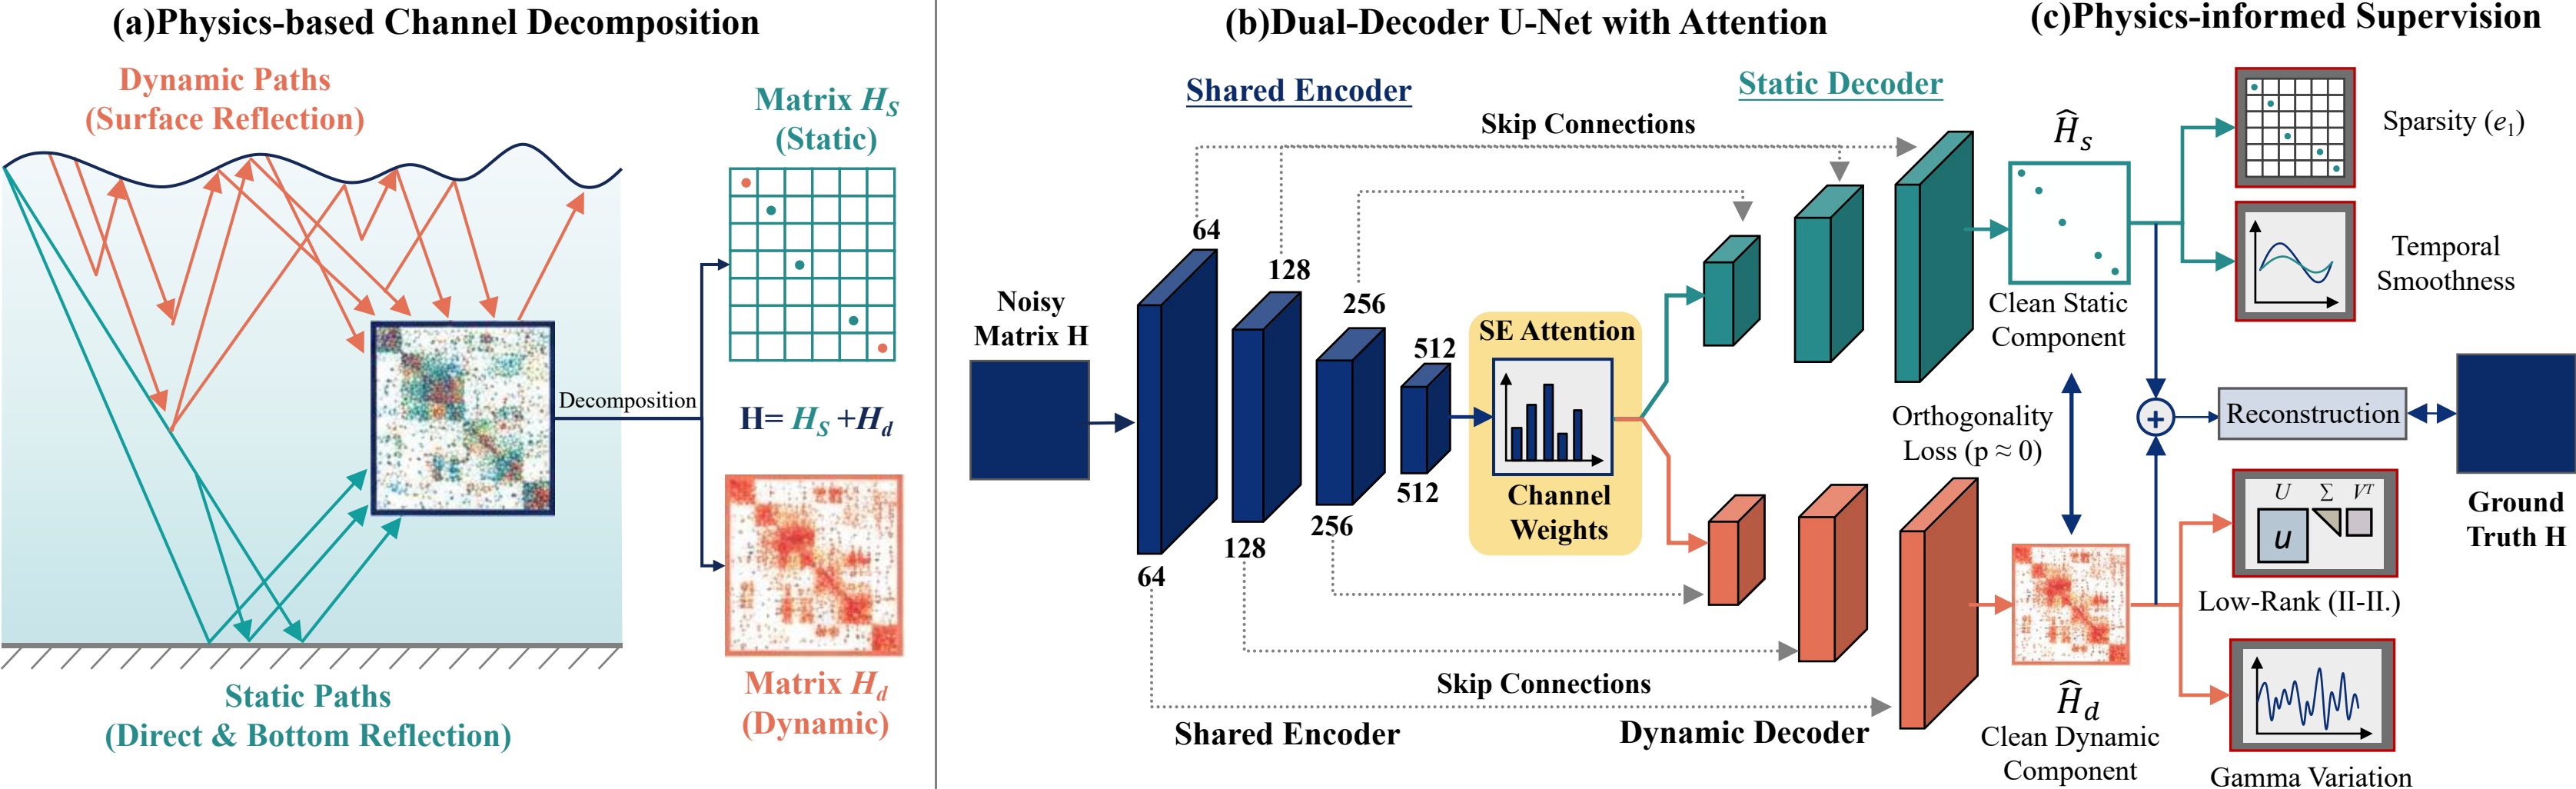 (a)Physics-based Channel Decomposition
Dynamic Paths
(Surface Reflection)
Matrix H_S
(Static)
Decomposition
H= H_S +H_d
Matrix H_d
(Dynamic)
Static Paths
(Direct & Bottom Reflection)
(b)Dual-Decoder U-Net with Attention
Shared Encoder
Static Decoder
Skip Connections
Noisy
Matrix H
64
128
256
512
SE Attention
Channel
Weights
512
256
128
64
Skip Connections
Shared Encoder
Dynamic Decoder
(c)Physics-informed Supervision
Ĥ_s
Clean Static
Component
Sparsity (e₁)
Temporal
Smoothness
Orthogonality
Loss (p ≈ 0)
+
Reconstruction
Ground
Truth H
U Σ Vᵀ
u
Low-Rank (II-II.)
Ĥ_d
Clean Dynamic
Component
Gamma Variation